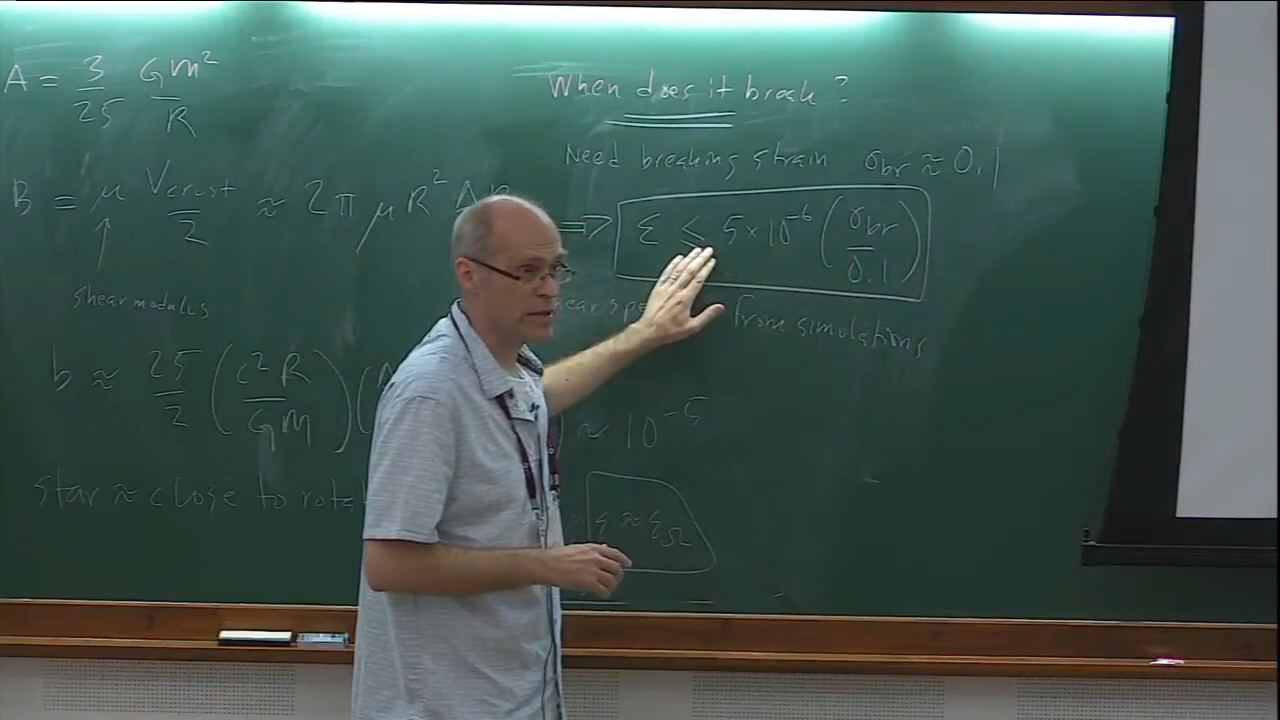 A = 3/25 GM²/R
B = μ Vcrust/2 ≈ 2π μR² ΔR
shear modulus
b ≈ 25/2 (c²R/GM)(
star ≈ close to rota
When does it break?
Need breaking strain σbr ≈ 0.1
⇒ ε ≤ 5×10⁻⁶ (σbr/0.1)
from simulations
~ 10⁻⁵
ε ≈ εΩ